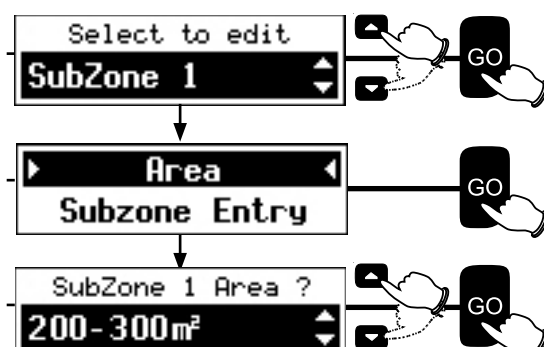 Select to edit
SubZone 1
GO
Area
Subzone Entry
GO
SubZone 1 Area ?
200-300m²
GO